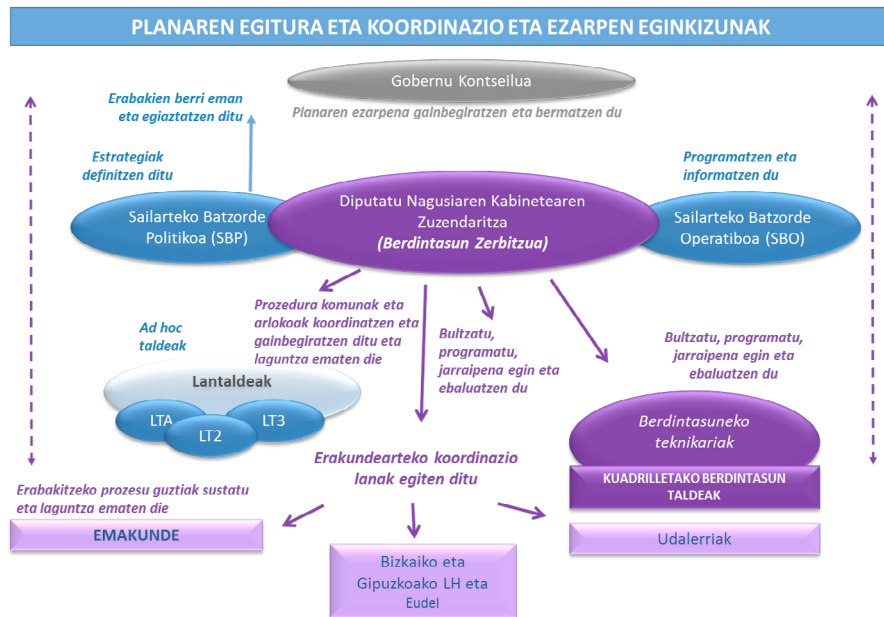 PLANAREN EGITURA ETA KOORDINAZIO ETA EZARPEN EGINKIZUNAK
Gobernu Kontseilua
Planaren ezarpena gainbegiratzen eta bermatzen du
Erabakien berri eman
eta egiaztatzen ditu
Estrategiak
definitzen ditu
Programatzen eta
informatzen du
Sailarteko Batzorde
Politikoa (SBP)
Diputatu Nagusiaren Kabinetearen
Zuzendaritza
(Berdintasun Zerbitzua)
Sailarteko Batzorde
Operatiboa (SBO)
Prozedura komunak eta
arlokoak koordinatzen eta
gainbegiratzen ditu eta
laguntza ematen die
Ad hoc
taldeak
Bultzatu,
programatu,
jarraipena egin eta
ebaluatzen du
Bultzatu, programatu,
jarraipena egin eta
ebaluatzen du
Lantaldeak
LTA
LT2
LT3
Berdintasuneko
teknikariak
KUADRILLETAKO BERDINTASUN
TALDEAK
Erakundearteko koordinazio
lanak egiten ditu
Erabakitzeko prozesu guztiak sustatu
eta laguntza ematen die
EMAKUNDE
Udalerriak
Bizkaiko eta
Gipuzkoako LH eta
Eudel